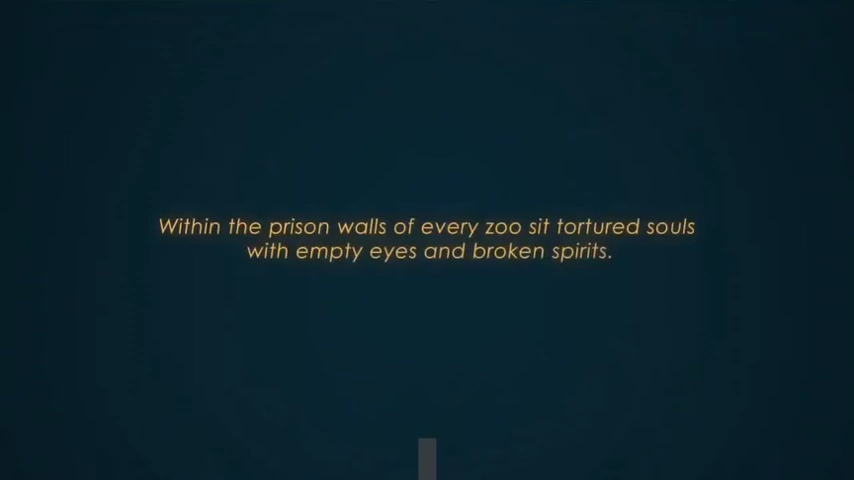 Within the prison walls of every zoo sit tortured souls
with empty eyes and broken spirits.